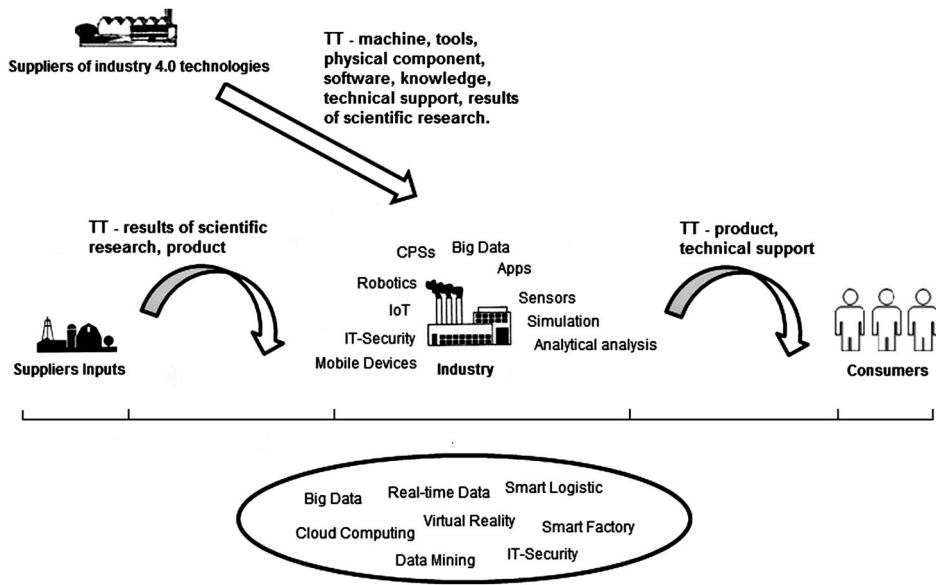 Suppliers of industry 4.0 technologies
TT - machine, tools,
physical component,
software, knowledge,
technical support, results
of scientific research.
TT - results of scientific
research, product
TT - product,
technical support
CPSs
Big Data
Apps
Robotics
IoT
IT-Security
Mobile Devices
Sensors
Simulation
Analytical analysis
Suppliers Inputs
Industry
Consumers
Big Data
Real-time Data
Smart Logistic
Cloud Computing
Virtual Reality
Smart Factory
Data Mining
IT-Security